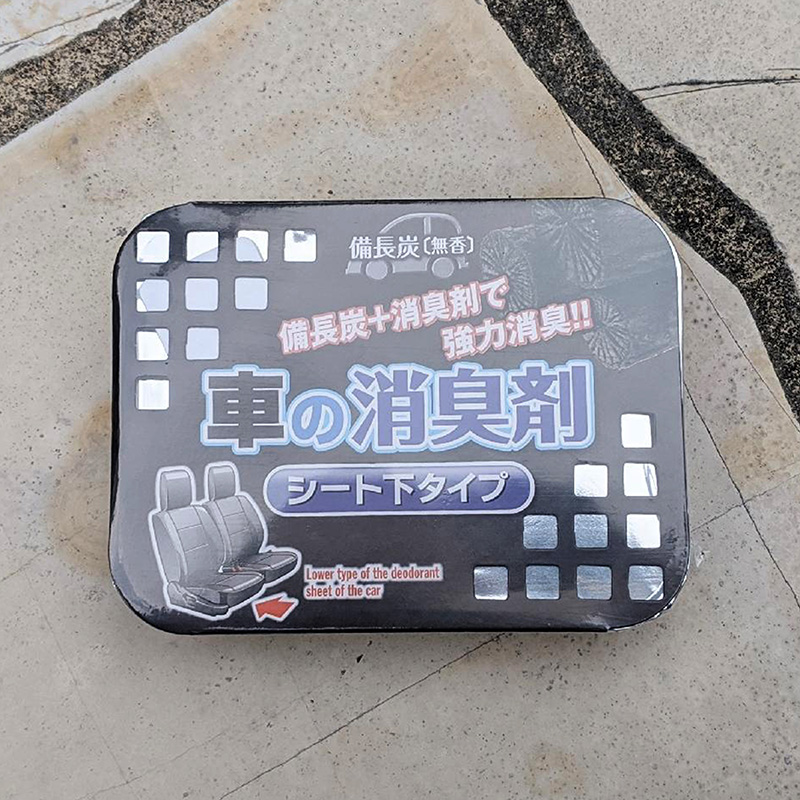 備長炭〔無香〕
備長炭+消臭剤で
強力消臭!!
車の消臭剤
シート下タイプ
Lower type of the deodorant
sheet of the car